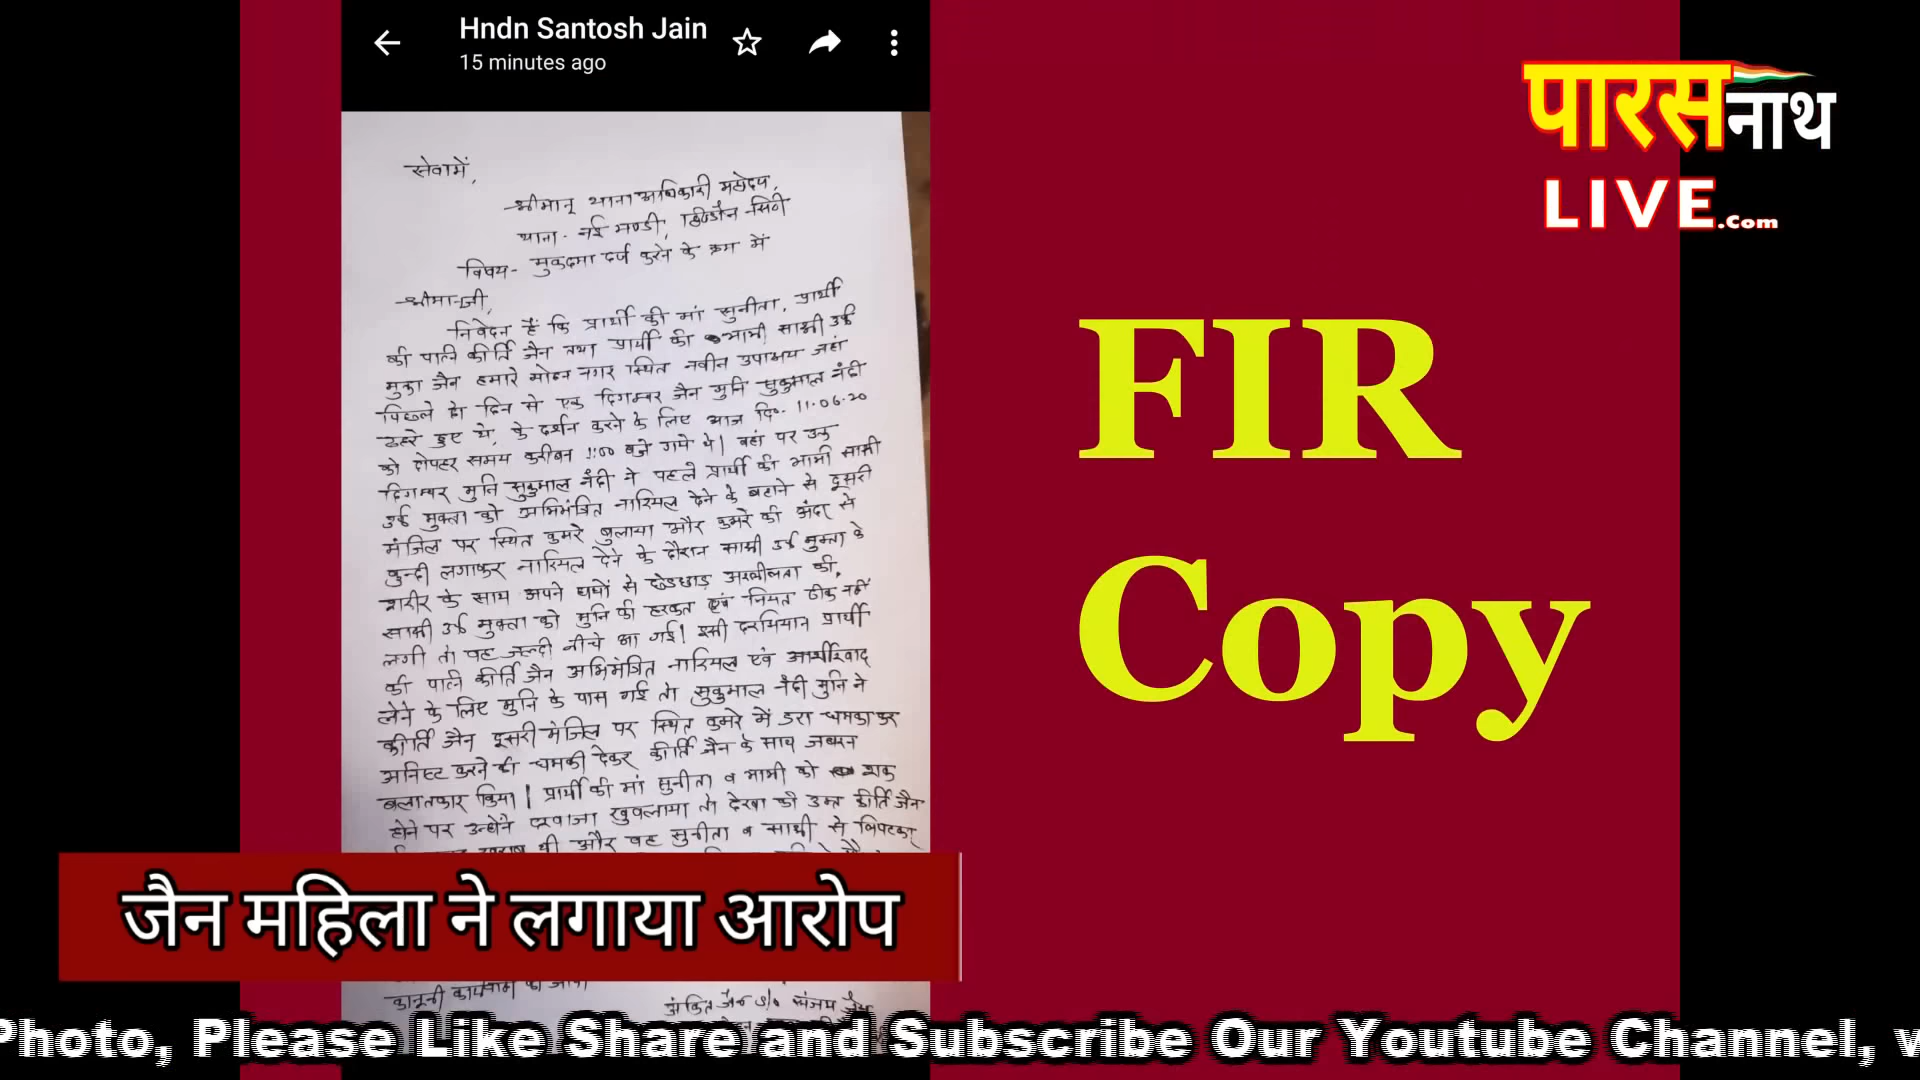 Hndn Santosh Jain
15 minutes ago
सेवामें,
श्रीमान् थाना अधिकारी महोदय,
थाना- नई मण्डी, हिण्डौन सिटी
विषय- मुकदमा दर्ज करने के क्रम में
श्रीमानजी,
निवेदन हैं कि प्रार्थी की मां सुनीता, प्रार्थी
की पत्नि कीर्ति जैन तथा प्रार्थी की भाभी साक्षी उर्फ
मुक्ता जैन हमारे मोहन नगर स्थित नवीन उपाश्रय जहां
पिछले दो दिन से एक दिगम्बर जैन मुनि सुकुमाल नंदी
ठहरे हुए थे, के दर्शन करने के लिए आज दि. 11.06.20
को दोपहर समय करीबन 1:00 बजे गये थे। वहां पर उक्त
दिगम्बर मुनि सुकुमाल नंदी ने पहले प्रार्थी की भाभी साक्षी
उर्फ मुक्ता को अभिमंत्रित नारियल देने के बहाने से दूसरी
मंजिल पर स्थित कमरे बुलाया और कमरे की अंदर से
कुन्दी लगाकर नारियल देने के दौरान साक्षी उर्फ मुक्ता के
शरीर के साथ अपने हाथों से छेडछाड़ अश्लीलता की,
साक्षी उर्फ मुक्ता को मुनि की हरकत एवं नियत ठीक नहीं
लगी तो वह जल्दी नीचे आ गई। इसी दरमियान प्रार्थी
की पत्नि कीर्ति जैन अभिमंत्रित नारियल एवं आर्शीवाद
लेने के लिए मुनि के पास गई तो सुकुमाल नंदी मुनि ने
कीर्ति जैन दूसरी मंजिल पर स्थित कमरे में डरा धमका कर
अनिष्ट करने की धमकी देकर कीर्ति जैन के साथ जबरन
बलात्कार किया। प्रार्थी की मां सुनीता व भाभी को शक
होने पर उन्होंने दरवाजा खुलवाया तो देखा की उक्त कीर्ति जैन
थी और वह सुनीता व साक्षी से लिपटकर
कानूनी कार्यवाही की जाये
अंकित जैन s/o संजय जैन
पारसनाथ
LIVE.com
FIR
Copy
जैन महिला ने लगाया आरोप
Photo, Please Like Share and Subscribe Our Youtube Channel,